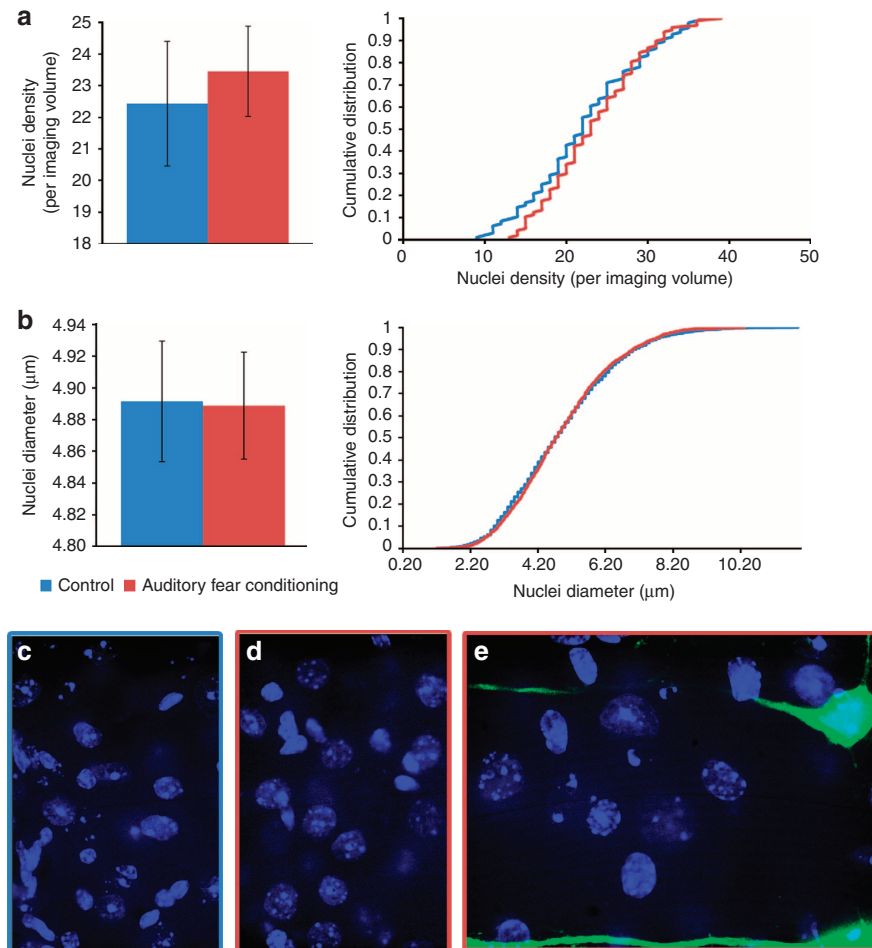 a
Nuclei density
(per imaging volume)
25
24
23
22
21
20
19
18
Cumulative distribution
1
0.9
0.8
0.7
0.6
0.5
0.4
0.3
0.2
0.1
0
0 10 20 30 40 50
Nuclei density (per imaging volume)
b
Nuclei diameter (μm)
4.94
4.92
4.90
4.88
4.86
4.84
4.82
4.80
Cumulative distribution
1
0.9
0.8
0.7
0.6
0.5
0.4
0.3
0.2
0.1
0
0.20 2.20 4.20 6.20 8.20 10.20
Nuclei diameter (μm)
Control Auditory fear conditioning
c d e